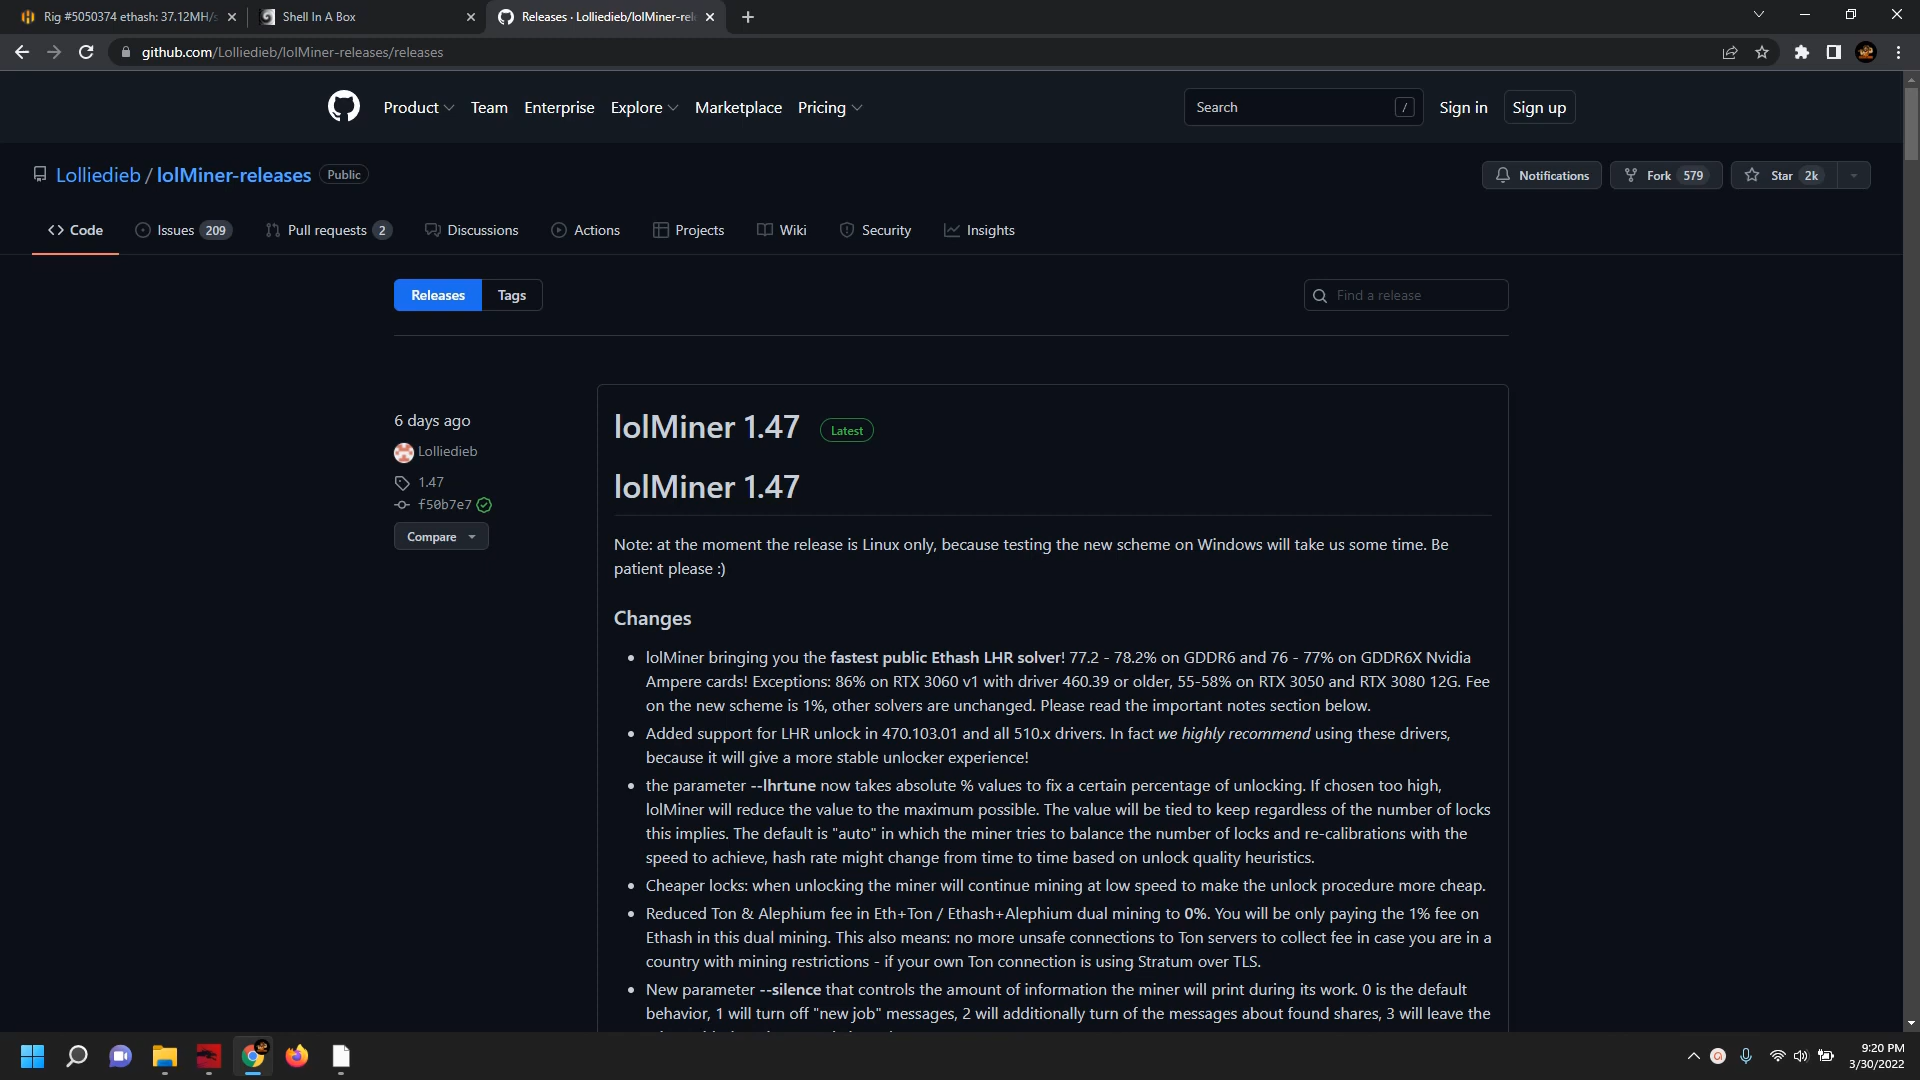 Rig #5050374 ethash: 37.12MH/s
Shell In A Box
Releases · Lolliedieb/lolMiner-rel
github.com/Lolliedieb/lolMiner-releases/releases
Product Team Enterprise Explore Marketplace Pricing
Search /
Sign in Sign up
Lolliedieb / lolMiner-releases Public
Notifications Fork 579 Star 2k
Code Issues 209 Pull requests 2 Discussions Actions Projects Wiki Security Insights
Releases Tags
Find a release
6 days ago
Lolliedieb
1.47
f50b7e7
Compare
lolMiner 1.47 Latest
lolMiner 1.47
Note: at the moment the release is Linux only, because testing the new scheme on Windows will take us some time. Be
patient please :)
Changes
• lolMiner bringing you the fastest public Ethash LHR solver! 77.2 - 78.2% on GDDR6 and 76 - 77% on GDDR6X Nvidia
Ampere cards! Exceptions: 86% on RTX 3060 v1 with driver 460.39 or older, 55-58% on RTX 3050 and RTX 3080 12G. Fee
on the new scheme is 1%, other solvers are unchanged. Please read the important notes section below.
• Added support for LHR unlock in 470.103.01 and all 510.x drivers. In fact we highly recommend using these drivers,
because it will give a more stable unlocker experience!
• the parameter --lhrtune now takes absolute % values to fix a certain percentage of unlocking. If chosen too high,
lolMiner will reduce the value to the maximum possible. The value will be tied to keep regardless of the number of locks
this implies. The default is "auto" in which the miner tries to balance the number of locks and re-calibrations with the
speed to achieve, hash rate might change from time to time based on unlock quality heuristics.
• Cheaper locks: when unlocking the miner will continue mining at low speed to make the unlock procedure more cheap.
• Reduced Ton & Alephium fee in Eth+Ton / Ethash+Alephium dual mining to 0%. You will be only paying the 1% fee on
Ethash in this dual mining. This also means: no more unsafe connections to Ton servers to collect fee in case you are in a
country with mining restrictions - if your own Ton connection is using Stratum over TLS.
• New parameter --silence that controls the amount of information the miner will print during its work. 0 is the default
behavior, 1 will turn off "new job" messages, 2 will additionally turn of the messages about found shares, 3 will leave the
9:20 PM
3/30/2022